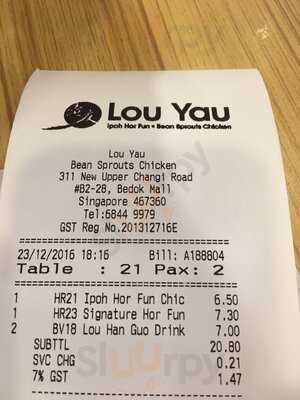 Lou Yau
Ipoh Hor Fun • Bean Sprouts Chicken
Lou Yau
Bean Sprouts Chicken
311 New Upper Changi Road
#B2-28, Bedok Mall
Singapore 467360
Tel:6844 9979
GST Reg No.201312716E
23/12/2016 18:16 Bill: A188804
Table : 21 Pax: 2
1 HR21 Ipoh Hor Fun Chic 6.50
1 HR23 Signature Hor Fun 7.30
2 BV18 Lou Han Guo Drink 7.00
SUBTTL 20.80
SVC CHG 0.21
7% GST 1.47
Sluurpy